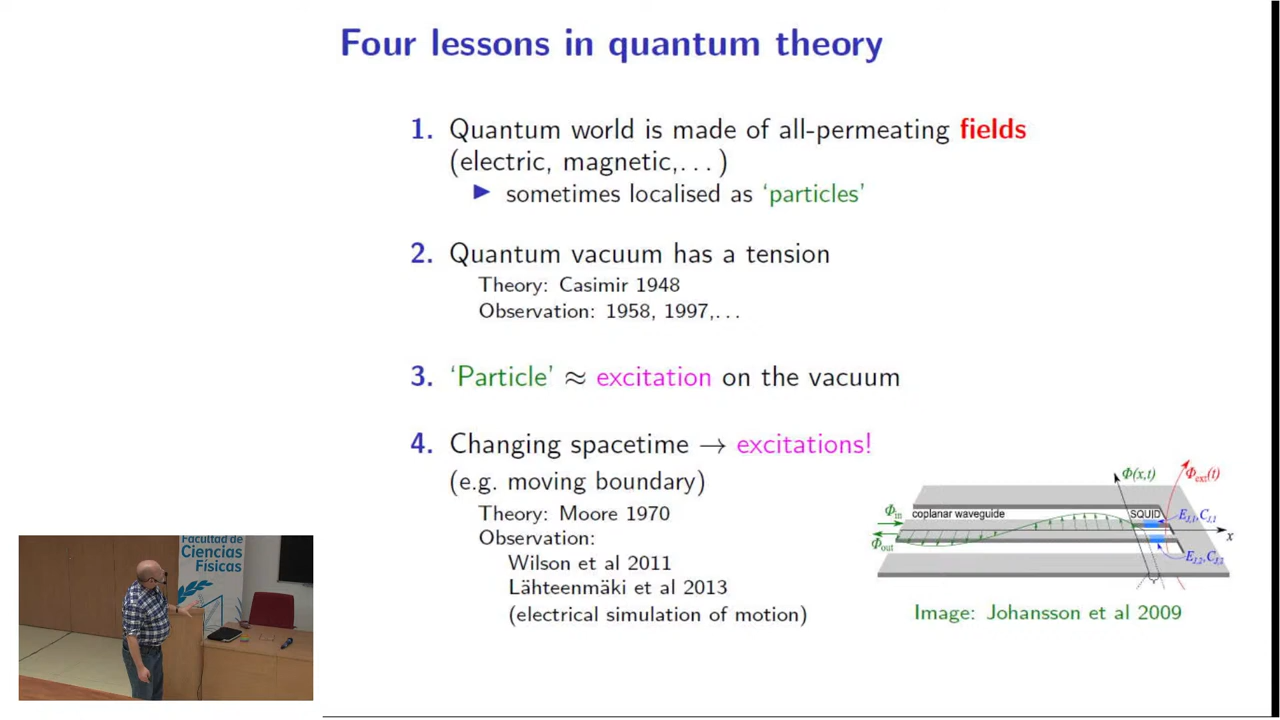 Four lessons in quantum theory
1. Quantum world is made of all-permeating fields
(electric, magnetic,. . . )
▶ sometimes localised as ‘particles’
2. Quantum vacuum has a tension
Theory: Casimir 1948
Observation: 1958, 1997,. . .
3. ‘Particle’ ≈ excitation on the vacuum
4. Changing spacetime → excitations!
(e.g. moving boundary)
Theory: Moore 1970
Observation:
Wilson et al 2011
Lähteenmäki et al 2013
(electrical simulation of motion)
Φ(x,t)
Φext(t)
Φin
coplanar waveguide
SQUID
EJ,1, CJ,1
x
Φout
EJ,2, CJ,2
Image: Johansson et al 2009
Facultad de
Ciencias
Físicas